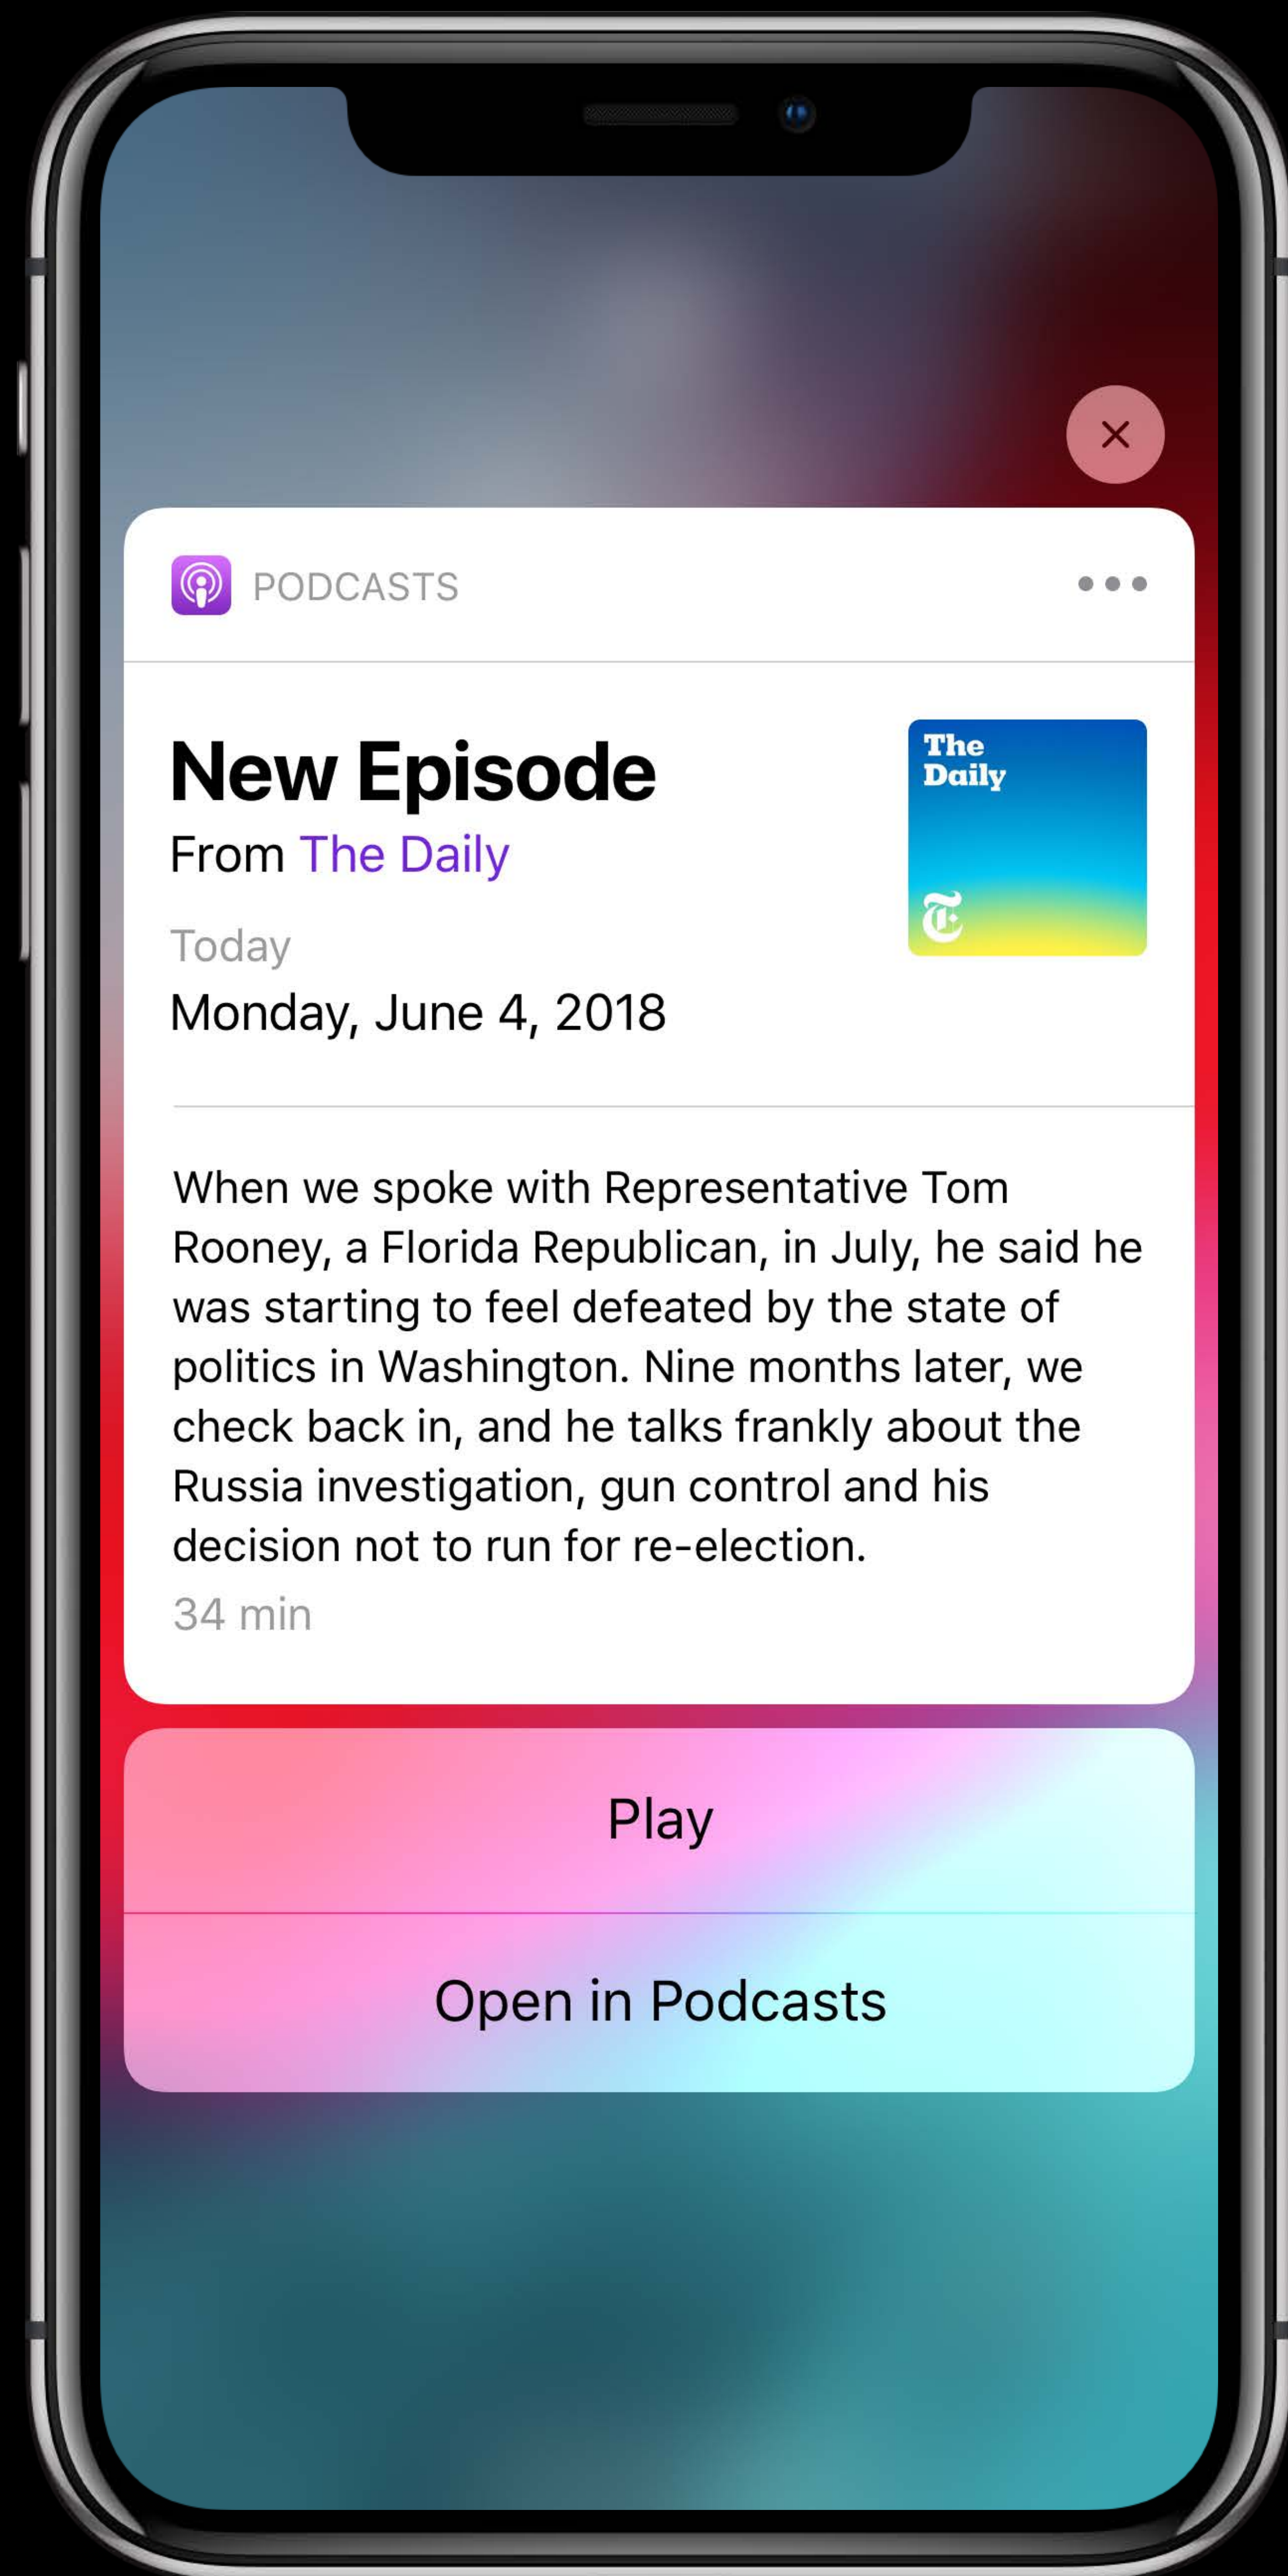 PODCASTS
New Episode
From The Daily
The
Daily
Today
Monday, June 4, 2018
When we spoke with Representative Tom
Rooney, a Florida Republican, in July, he said he
was starting to feel defeated by the state of
politics in Washington. Nine months later, we
check back in, and he talks frankly about the
Russia investigation, gun control and his
decision not to run for re-election.
34 min
Play
Open in Podcasts